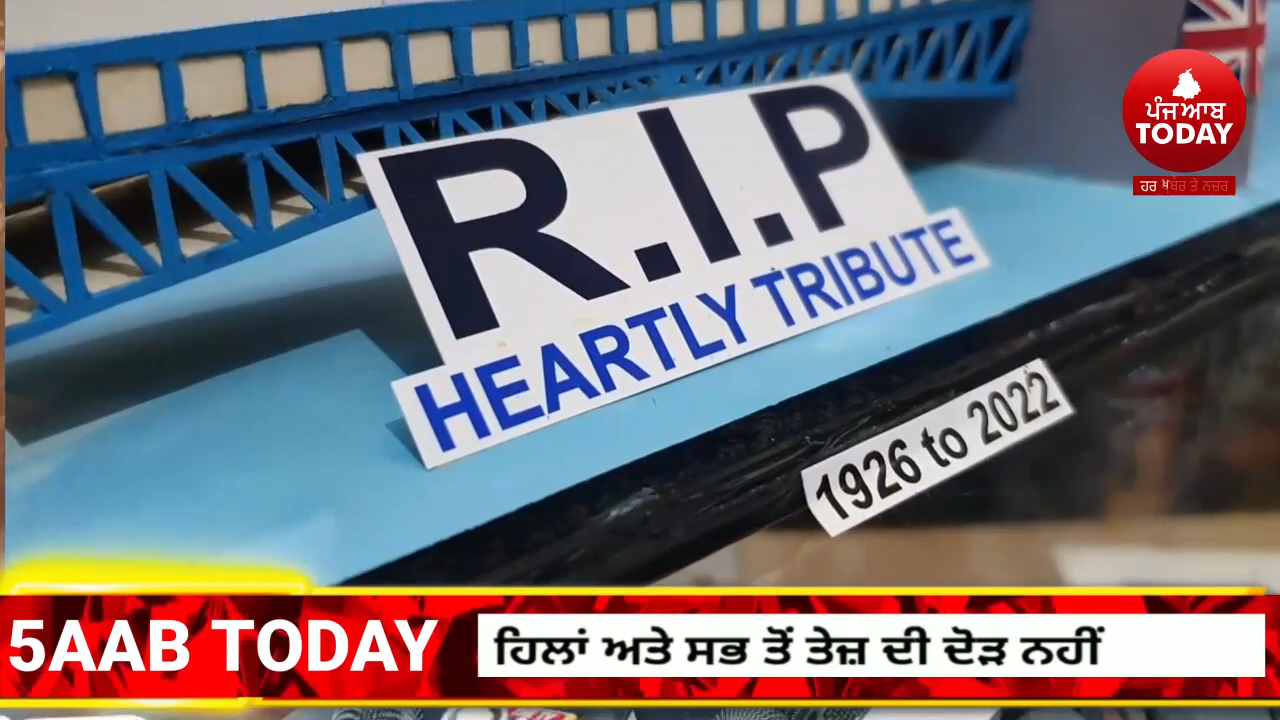 R.I.P
HEARTLY TRIBUTE
1926 to 2022
ਪੰਜਆਬ
TODAY
ਹਰ ਖ਼ਬਰ ਤੇ ਨਜ਼ਰ
5AAB TODAY
ਹਿਲਾਂ ਅਤੇ ਸਭ ਤੋਂ ਤੇਜ਼ ਦੀ ਦੋੜ ਨਹੀਂ